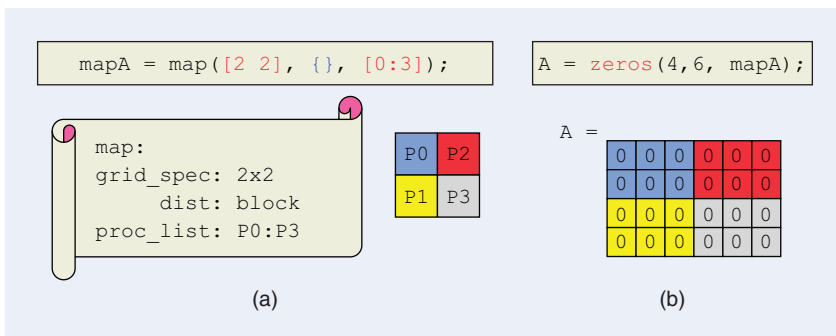 mapA = map([2 2], {}, [0:3]);
map:
grid_spec: 2x2
dist: block
proc_list: P0:P3
P0 P2
P1 P3
(a)
A = zeros(4,6, mapA);
A =
0 0 0 0 0 0
0 0 0 0 0 0
0 0 0 0 0 0
0 0 0 0 0 0
(b)